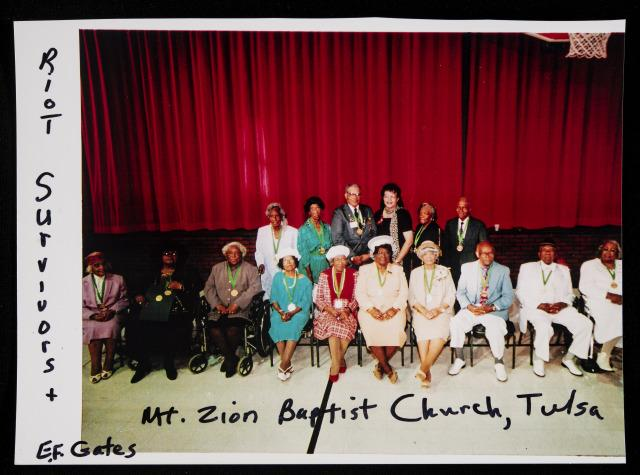 Riot Survivors +
E.F. Gates
Mt. Zion Baptist Church, Tulsa